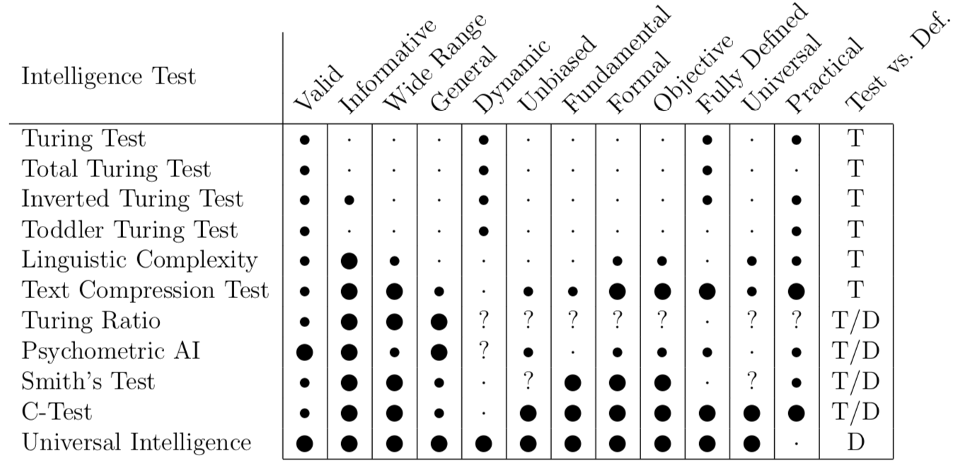 Intelligence Test Valid Informative Wide Range General Dynamic Unbiased Fundamental Formal Objective Fully Defined Universal Practical Test vs. Def.
Turing Test • · · · • · · · · • · • T
Total Turing Test • · · · • · · · · • · · T
Inverted Turing Test • • · · • · · · · • · • T
Toddler Turing Test • · · · • · · · · · · • T
Linguistic Complexity • ● • · · · · • • · • • T
Text Compression Test • ● ● • · • • ● ● ● • ● T
Turing Ratio • ● ● ● ? ? ? ? ? · ? ? T/D
Psychometric AI ● ● • ● ? • · • • • · • T/D
Smith's Test • ● ● • · ? ● ● ● · ? • T/D
C-Test • ● ● • · ● ● ● ● ● ● ● T/D
Universal Intelligence ● ● ● ● ● ● ● ● ● ● ● · D